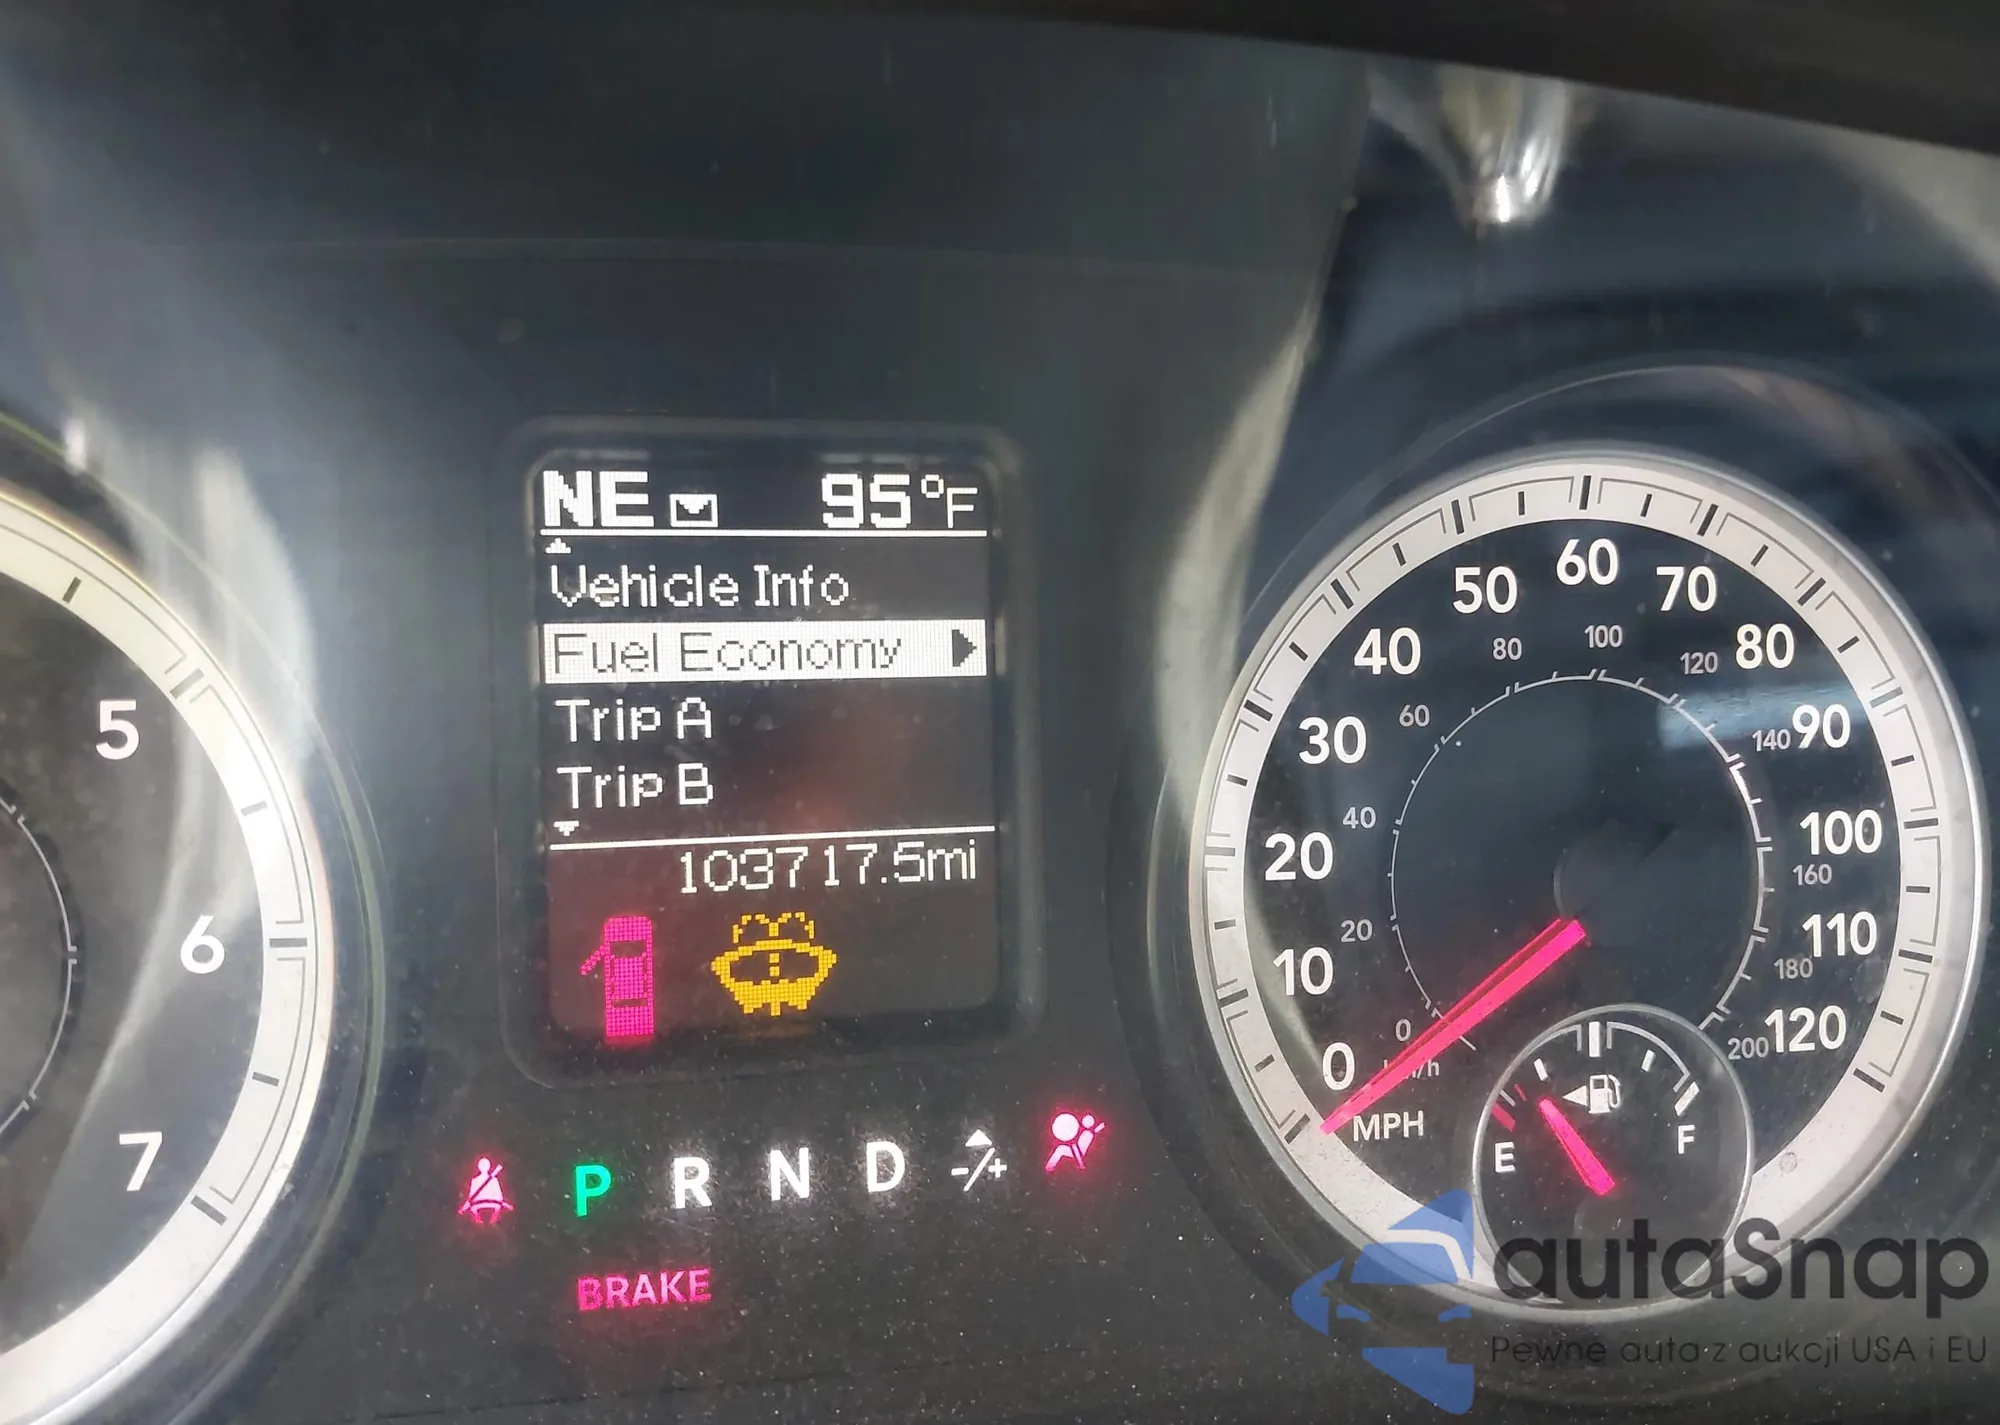 NE 95°F
Vehicle Info
Fuel Economy
Trip A
Trip B
103717.5mi
P R N D -/+
BRAKE
5
6
7
0
10
20
30
40
50
60
70
80
90
100
110
120
MPH
0
20
40
60
80
100
120
140
160
180
200
E F
autaSnap
Pewne auta z aukcji USA i EU